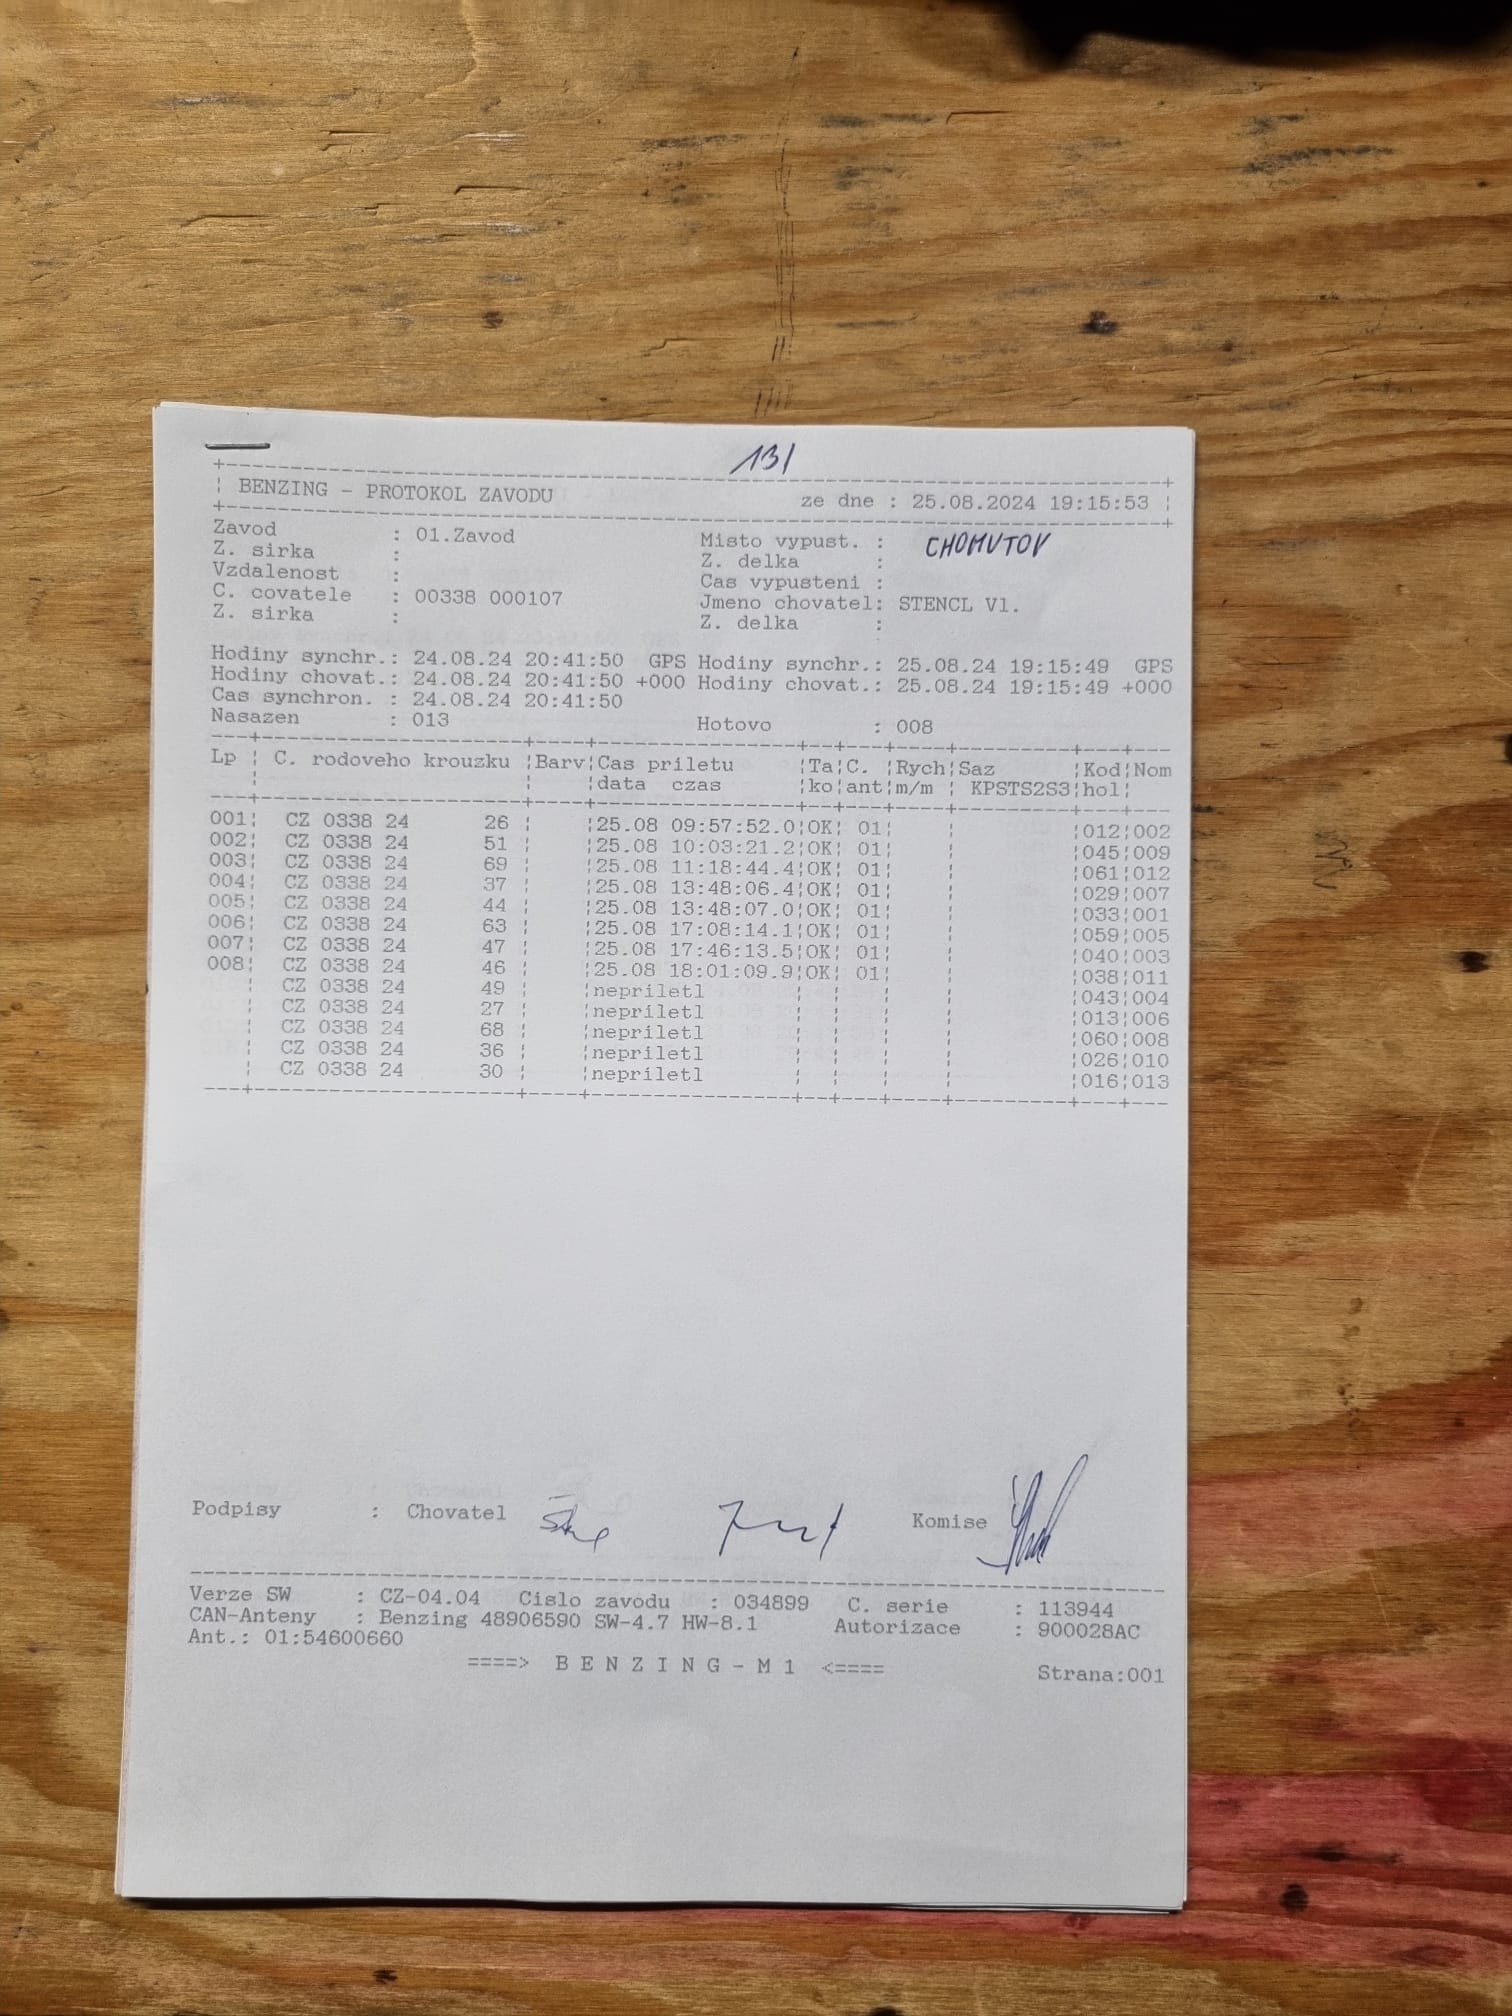 13/
BENZING - PROTOKOL ZAVODU ze dne : 25.08.2024 19:15:53
Zavod : 01.Zavod Misto vypust. : CHOMUTOV
Z. sirka : Z. delka :
Vzdalenost : Cas vypusteni :
C. covatele : 00338 000107 Jmeno chovatel: STENCL Vl.
Z. sirka : Z. delka :
Hodiny synchr.: 24.08.24 20:41:50 GPS Hodiny synchr.: 25.08.24 19:15:49 GPS
Hodiny chovat.: 24.08.24 20:41:50 +000 Hodiny chovat.: 25.08.24 19:15:49 +000
Cas synchron. : 24.08.24 20:41:50
Nasazen : 013 Hotovo : 008
Lp ¦ C. rodoveho krouzku ¦Barv¦Cas priletu ¦Ta¦C. ¦Rych¦Saz ¦Kod¦Nom
¦ ¦ ¦data czas ¦ko¦ant¦m/m ¦ KPSTS2S3¦hol¦
001¦ CZ 0338 24 26 ¦ ¦25.08 09:57:52.0¦OK¦ 01¦ ¦ ¦012¦002
002¦ CZ 0338 24 51 ¦ ¦25.08 10:03:21.2¦OK¦ 01¦ ¦ ¦045¦009
003¦ CZ 0338 24 69 ¦ ¦25.08 11:18:44.4¦OK¦ 01¦ ¦ ¦061¦012
004¦ CZ 0338 24 37 ¦ ¦25.08 13:48:06.4¦OK¦ 01¦ ¦ ¦029¦007
005¦ CZ 0338 24 44 ¦ ¦25.08 13:48:07.0¦OK¦ 01¦ ¦ ¦033¦001
006¦ CZ 0338 24 63 ¦ ¦25.08 17:08:14.1¦OK¦ 01¦ ¦ ¦059¦005
007¦ CZ 0338 24 47 ¦ ¦25.08 17:46:13.5¦OK¦ 01¦ ¦ ¦040¦003
008¦ CZ 0338 24 46 ¦ ¦25.08 18:01:09.9¦OK¦ 01¦ ¦ ¦038¦011
¦ CZ 0338 24 49 ¦ ¦nepriletl ¦ ¦ ¦ ¦ ¦043¦004
¦ CZ 0338 24 27 ¦ ¦nepriletl ¦ ¦ ¦ ¦ ¦013¦006
¦ CZ 0338 24 68 ¦ ¦nepriletl ¦ ¦ ¦ ¦ ¦060¦008
¦ CZ 0338 24 36 ¦ ¦nepriletl ¦ ¦ ¦ ¦ ¦026¦010
¦ CZ 0338 24 30 ¦ ¦nepriletl ¦ ¦ ¦ ¦ ¦016¦013
Podpisy : Chovatel Komise
Verze SW : CZ-04.04 Cislo zavodu : 034899 C. serie : 113944
CAN-Anteny : Benzing 48906590 SW-4.7 HW-8.1 Autorizace : 900028AC
Ant.: 01:54600660
====> B E N Z I N G - M 1 <==== Strana:001